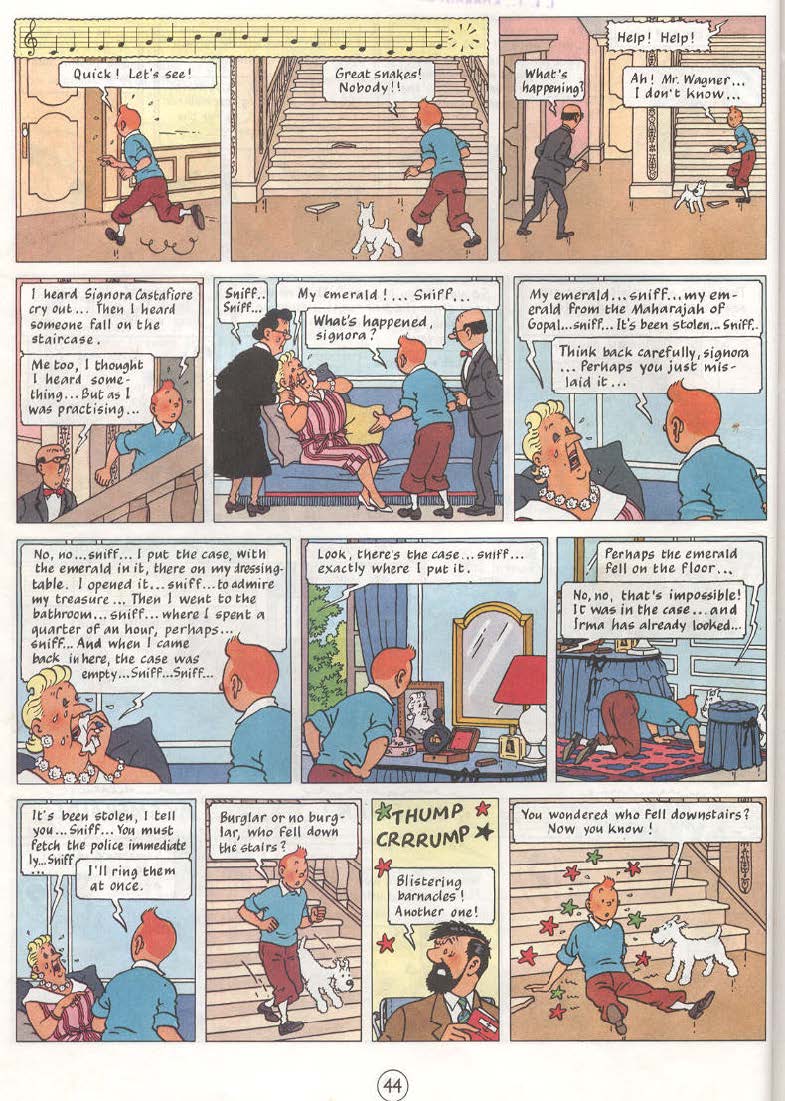 Quick! Let's see!
Great snakes!
Nobody!!
What's
happening?
Help! Help!
Ah! Mr. Wagner...
I don't know...
I heard Signora Castafiore
cry out... Then I heard
someone fall on the
staircase.
Me too, I thought
I heard some-
thing... But as I
was practising...
Sniff..
Sniff...
My emerald!... Sniff...
What's happened,
signora?
My emerald...sniff...my em-
erald from the Maharajah of
Gopal...sniff... It's been stolen...Sniff..
...
Think back carefully, signora
... Perhaps you just mis-
laid it...
No, no...sniff... I put the case, with
the emerald in it, there on my dressing-
table. I opened it...sniff...to admire
my treasure... Then I went to the
bathroom...sniff...where I spent a
quarter of an hour, perhaps...
sniff... And when I came
back in here, the case was
empty...Sniff...Sniff...
Look, there's the case...sniff...
exactly where I put it.
Perhaps the emerald
fell on the floor...
No, no, that's impossible!
It was in the case...and
Irma has already looked...
It's been stolen, I tell
you...Sniff...You must
fetch the police immediate
ly...Sniff
...
I'll ring them
at once.
Burglar or no burg-
lar, who fell down
the stairs?
THUMP
CRRRUMP
Blistering
barnacles!
Another one!
You wondered who fell downstairs?
Now you know!
44